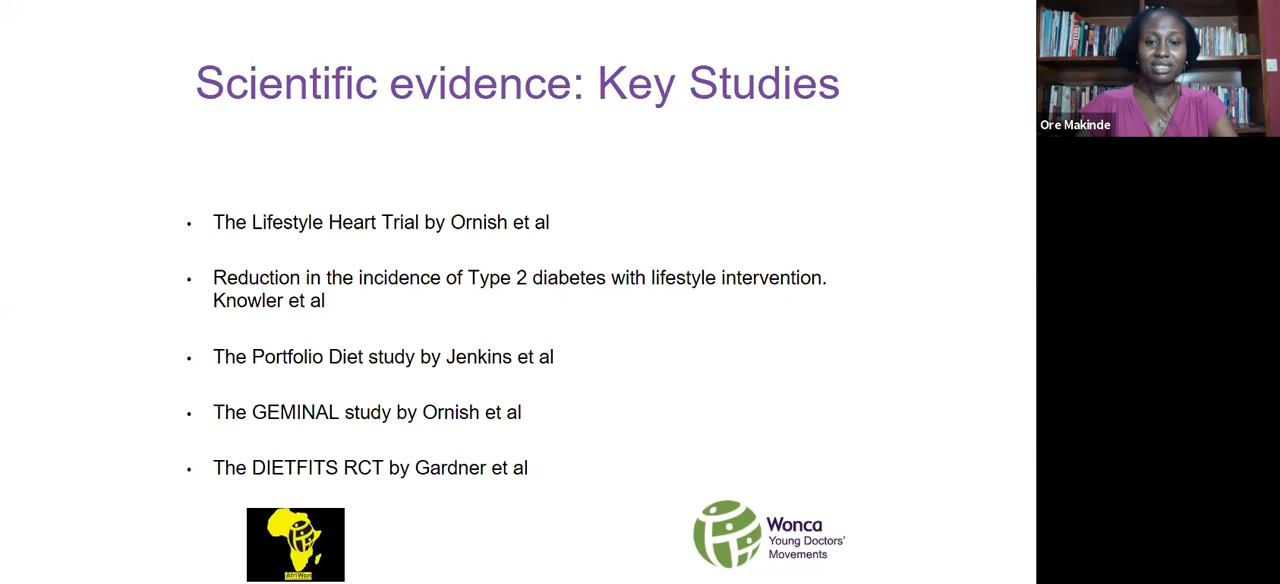 Scientific evidence: Key Studies
Ore Makinde
• The Lifestyle Heart Trial by Ornish et al
• Reduction in the incidence of Type 2 diabetes with lifestyle intervention.
Knowler et al
• The Portfolio Diet study by Jenkins et al
• The GEMINAL study by Ornish et al
• The DIETFITS RCT by Gardner et al
AfriWon
Wonca
Young Doctors'
Movements